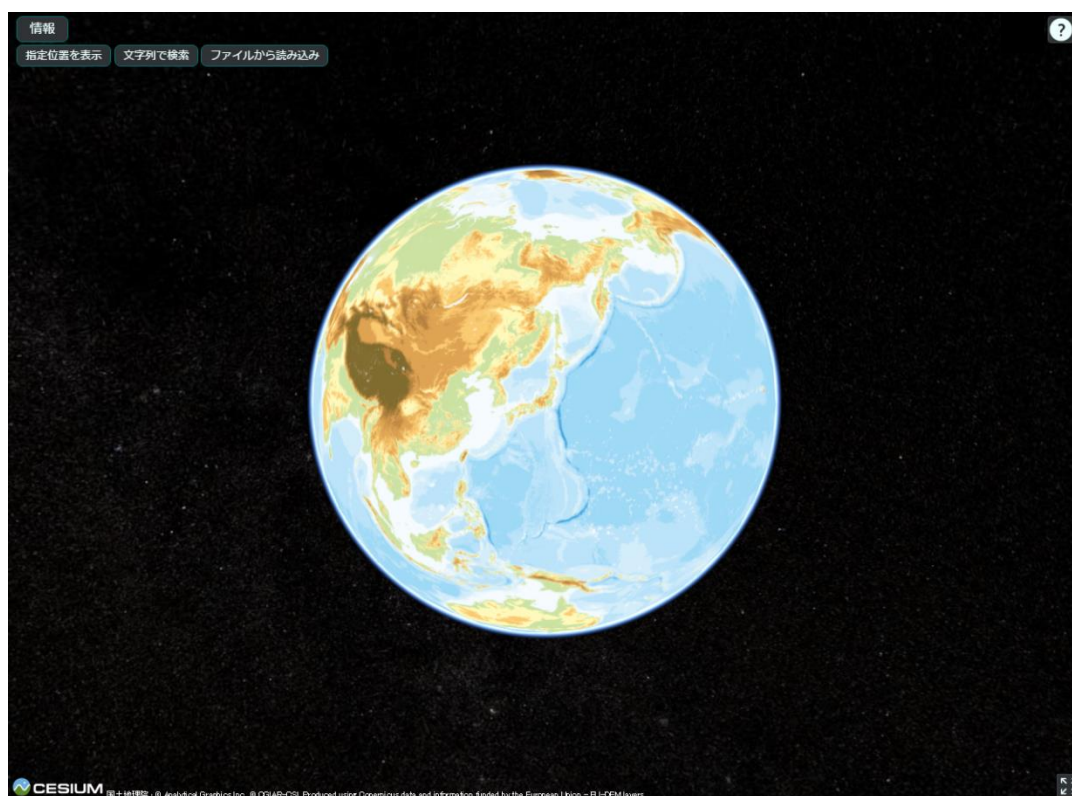 情報
?
指定位置を表示 文字列で検索 ファイルから読み込み
CESIUM 国土地理院, © Analytical Graphics Inc., © CGIAR-CSI, Produced using Copernicus data and information funded by the European Union - EU-DEM layers